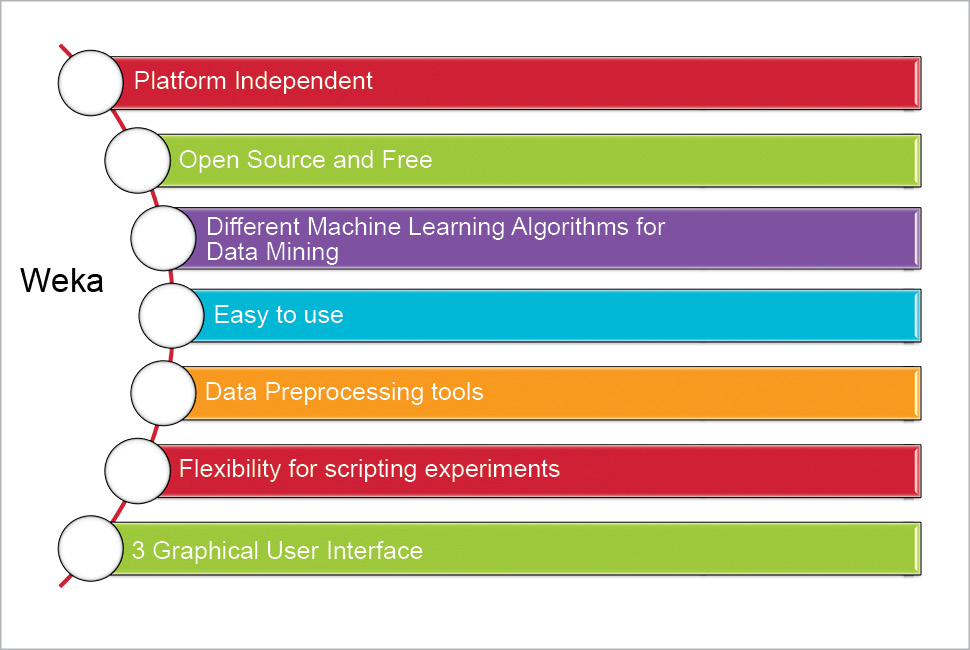 Platform Independent
Open Source and Free
Different Machine Learning Algorithms for
Data Mining
Weka
Easy to use
Data Preprocessing tools
Flexibility for scripting experiments
3 Graphical User Interface